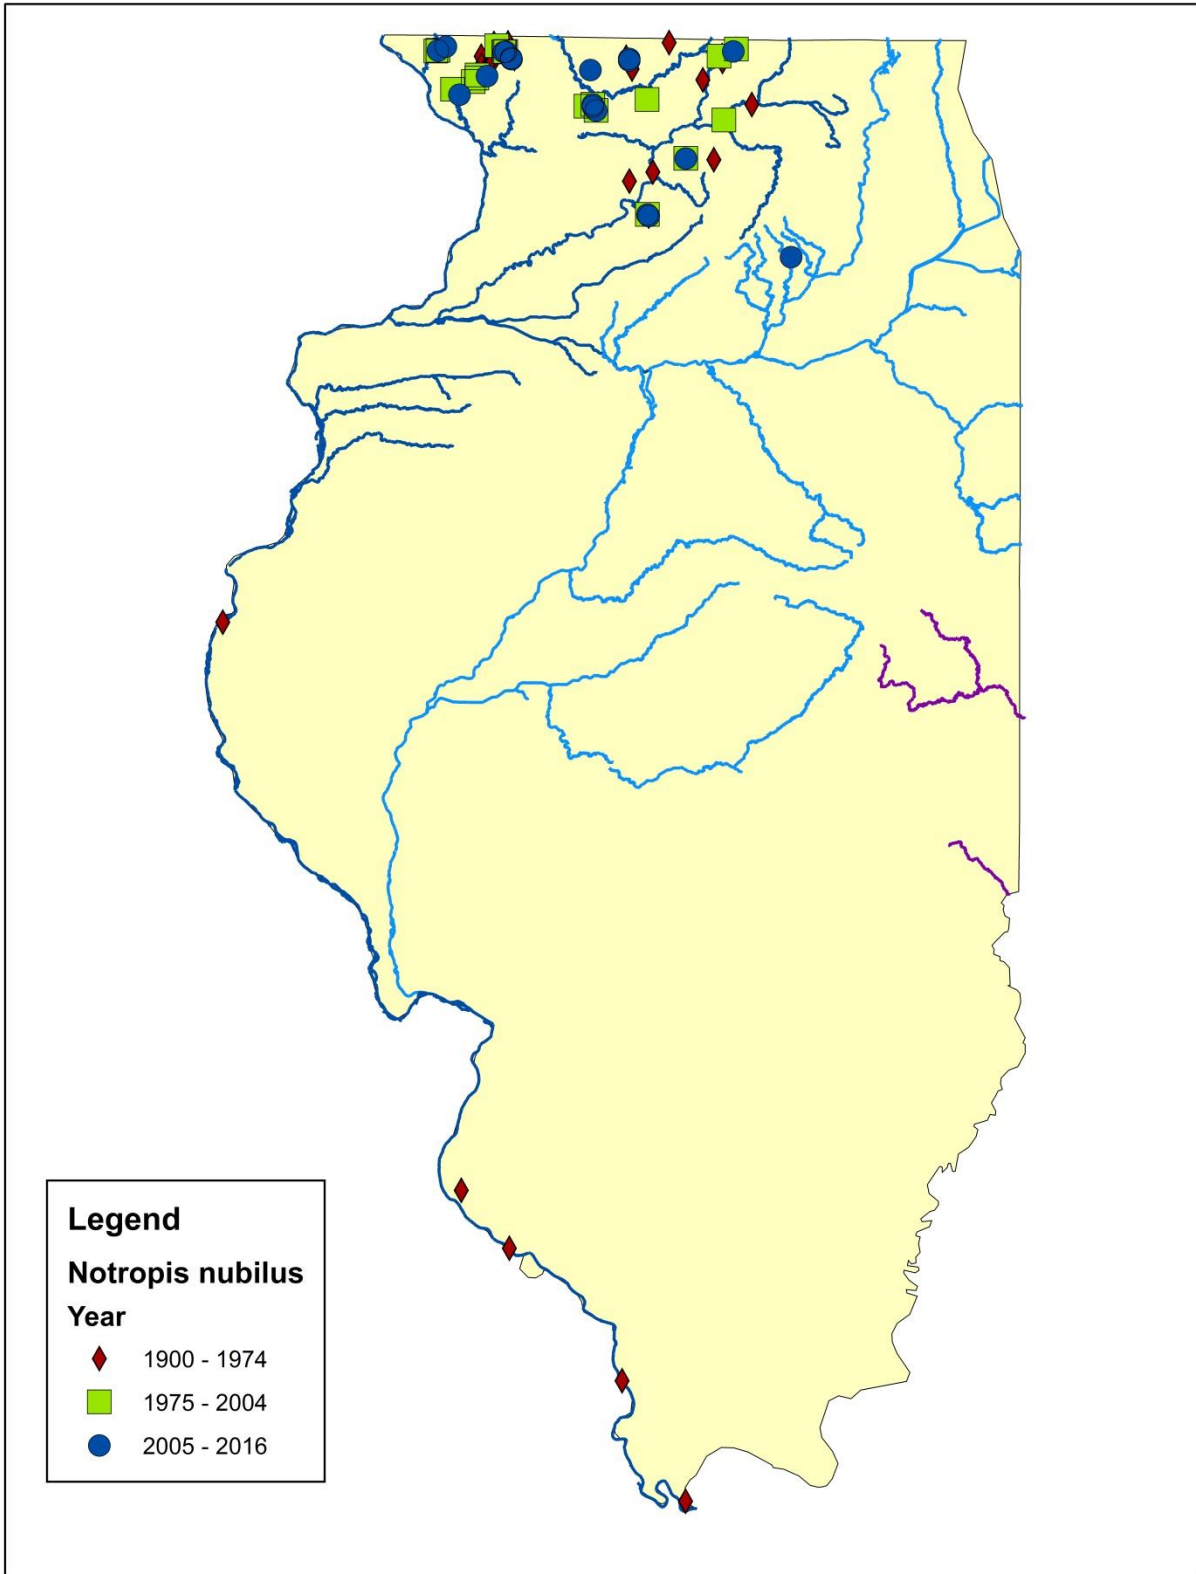 Legend
Notropis nubilus
Year
1900 - 1974
1975 - 2004
2005 - 2016